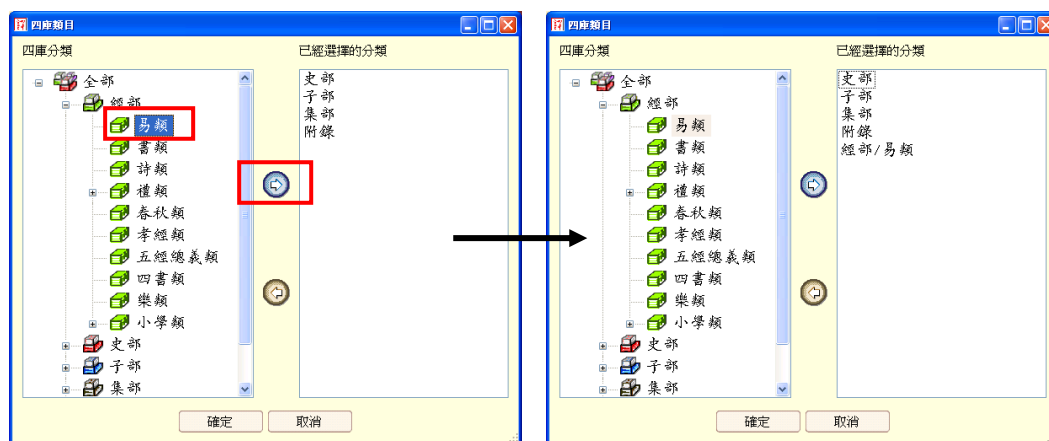 四庫類目
四庫分類
已經選擇的分類
全部
經部
易類
書類
詩類
禮類
春秋類
孝經類
五經總義類
四書類
樂類
小學類
史部
子部
集部
史部
子部
集部
附錄
確定
取消
四庫類目
四庫分類
已經選擇的分類
全部
經部
易類
書類
詩類
禮類
春秋類
孝經類
五經總義類
四書類
樂類
小學類
史部
子部
集部
史部
子部
集部
附錄
經部/易類
確定
取消